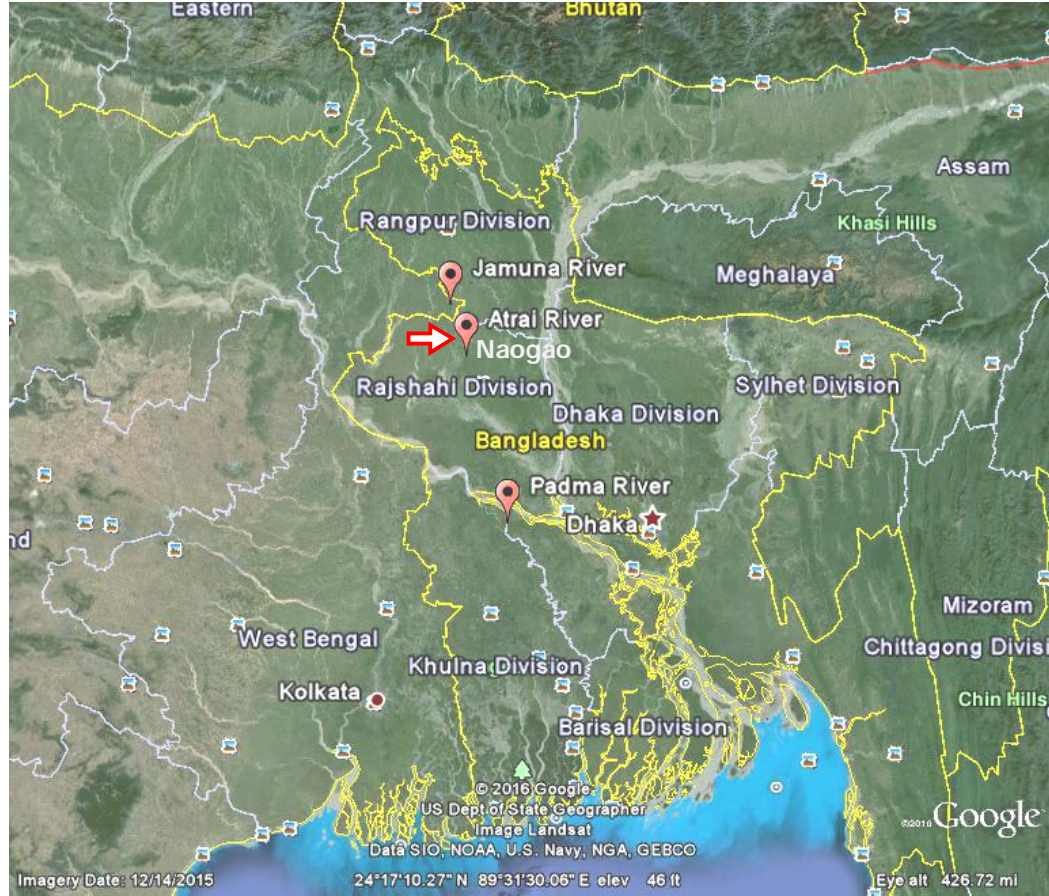 Eastern
Bhutan
Assam
Rangpur Division
Khasi Hills
Jamuna River
Meghalaya
Atrai River
Naogao
Rajshahi Division
Sylhet Division
Dhaka Division
Bangladesh
Padma River
Dhaka
nd
Mizoram
West Bengal
Chittagong Divisi
Khulna Division
Kolkata
Chin Hills
Barisal Division
© 2016 Google
US Dept of State Geographer
Image Landsat
Data SIO, NOAA, U.S. Navy, NGA, GEBCO
©2010 Google
Imagery Date: 12/14/2015 24°17'10.27" N 89°31'30.06" E elev 46 ft Eye alt 426.72 mi